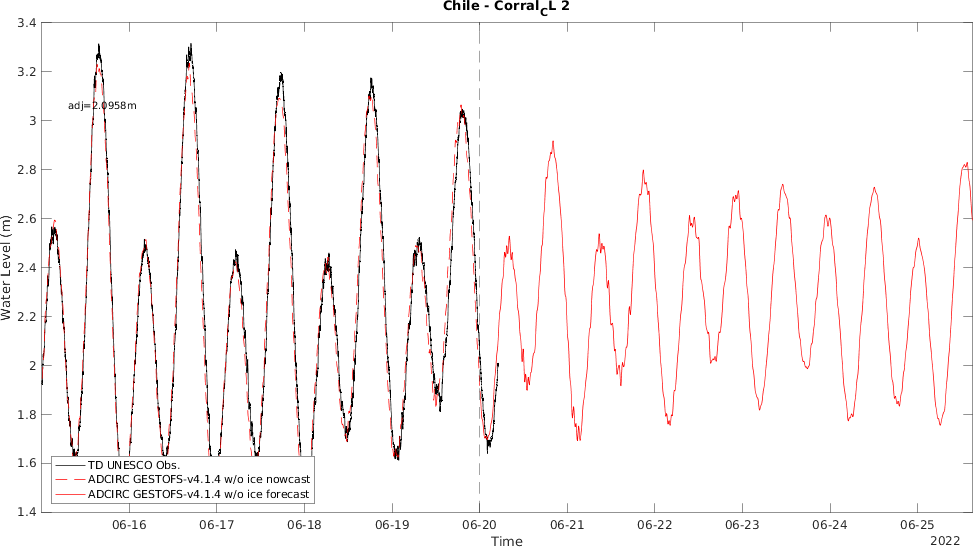 Chile - Corral_CL 2
3.4
3.2
adj=2.0958m
3
2.8
2.6
2.4
2.2
2
1.8
1.6
1.4
Water Level (m)
TD UNESCO Obs.
ADCIRC GESTOFS-v4.1.4 w/o ice nowcast
ADCIRC GESTOFS-v4.1.4 w/o ice forecast
06-16 06-17 06-18 06-19 06-20 06-21 06-22 06-23 06-24 06-25
Time
2022